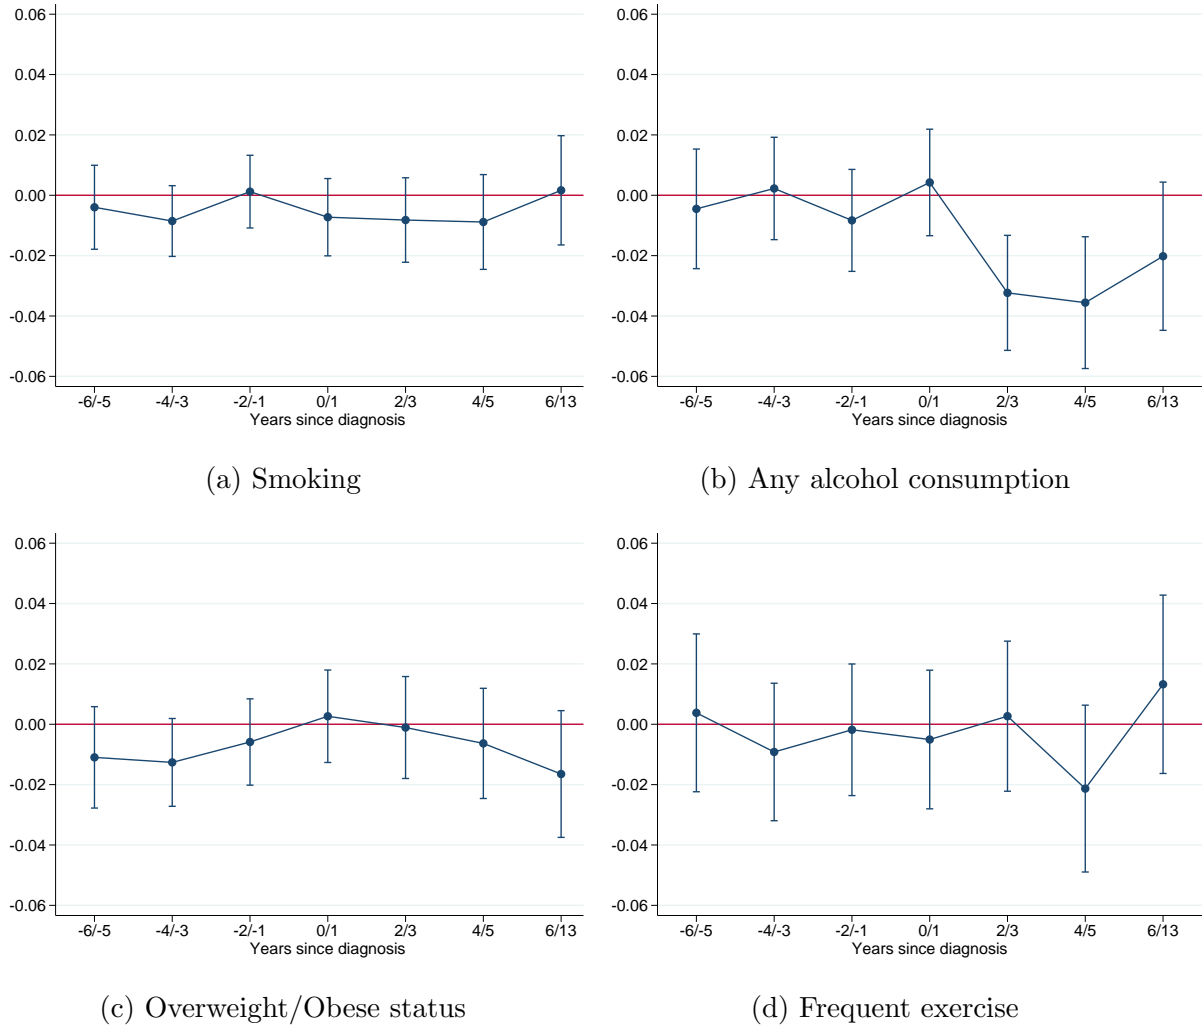 0.06
0.04
0.02
0.00
-0.02
-0.04
-0.06
-6/-5 -4/-3 -2/-1 0/1 2/3 4/5 6/13
Years since diagnosis
(a) Smoking
0.06
0.04
0.02
0.00
-0.02
-0.04
-0.06
-6/-5 -4/-3 -2/-1 0/1 2/3 4/5 6/13
Years since diagnosis
(b) Any alcohol consumption
0.06
0.04
0.02
0.00
-0.02
-0.04
-0.06
-6/-5 -4/-3 -2/-1 0/1 2/3 4/5 6/13
Years since diagnosis
(c) Overweight/Obese status
0.06
0.04
0.02
0.00
-0.02
-0.04
-0.06
-6/-5 -4/-3 -2/-1 0/1 2/3 4/5 6/13
Years since diagnosis
(d) Frequent exercise